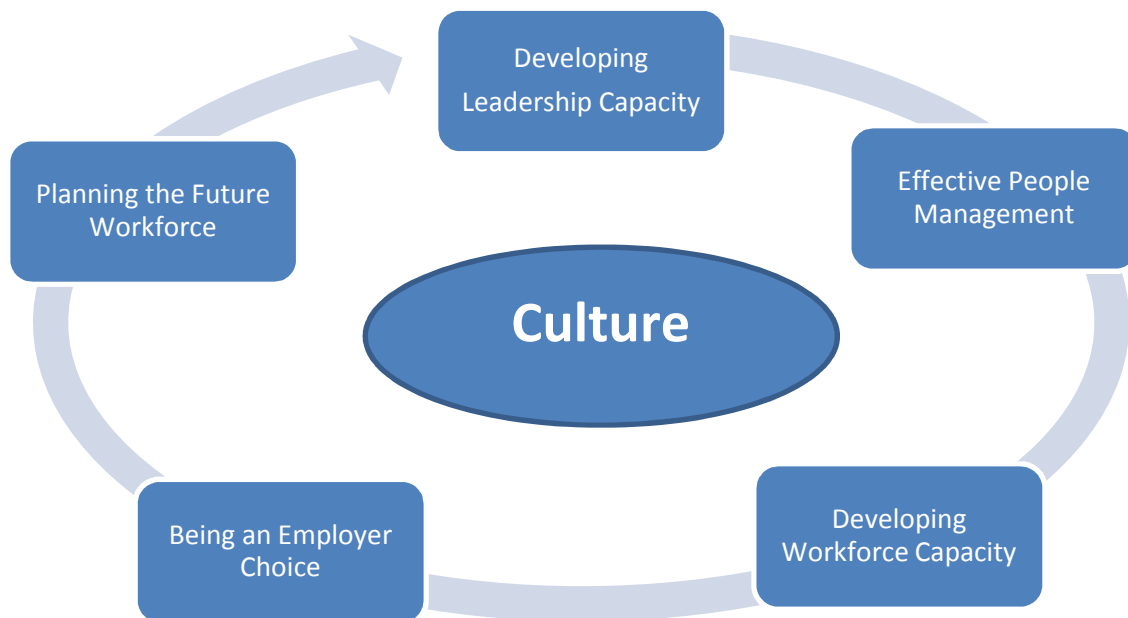 Developing
Leadership Capacity
Effective People
Management
Planning the Future
Workforce
Culture
Developing
Workforce Capacity
Being an Employer
Choice